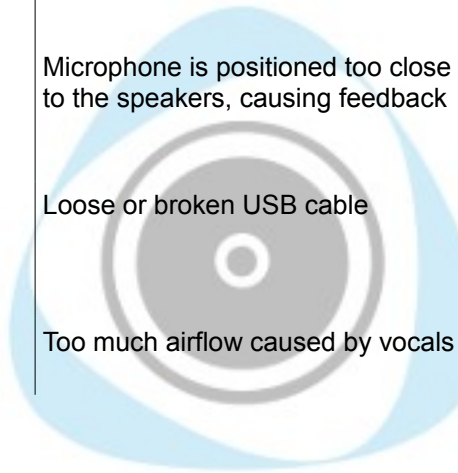 Microphone is positioned too close
to the speakers, causing feedback
Loose or broken USB cable
Too much airflow caused by vocals